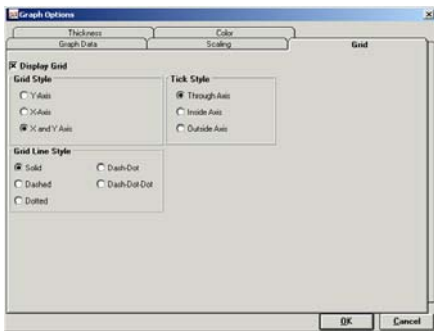 Graph Options
Thickness Color
Graph Data Scaling Grid
Display Grid
Grid Style
Y-Axis
X-Axis
X and Y Axis
Tick Style
Through Axis
Inside Axis
Outside Axis
Grid Line Style
Solid Dash-Dot
Dashed Dash-Dot-Dot
Dotted
OK Cancel